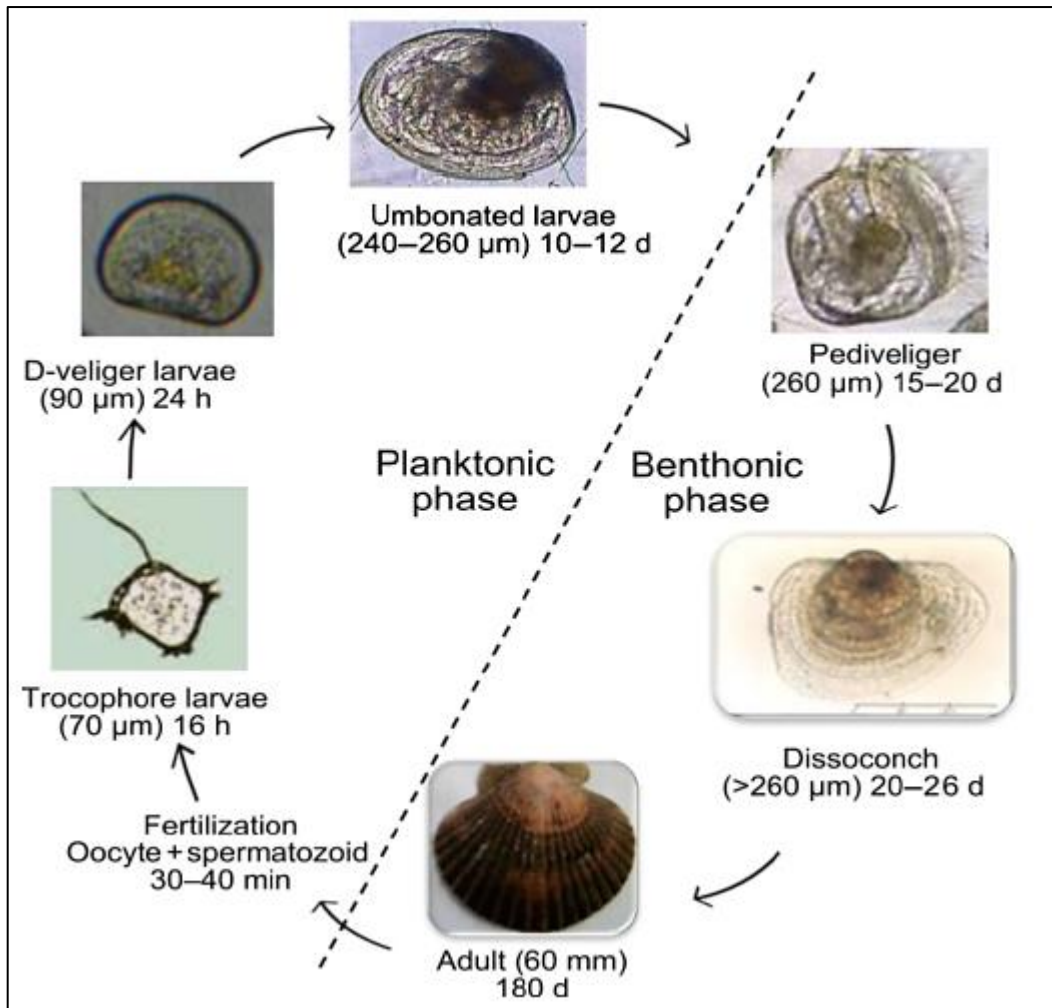 Umbonated larvae
(240–260 µm) 10–12 d
Pediveliger
(260 µm) 15–20 d
D-veliger larvae
(90 µm) 24 h
Planktonic
phase
Benthonic
phase
Trocophore larvae
(70 µm) 16 h
Dissoconch
(>260 µm) 20–26 d
Fertilization
Oocyte + spermatozoid
30–40 min
Adult (60 mm)
180 d